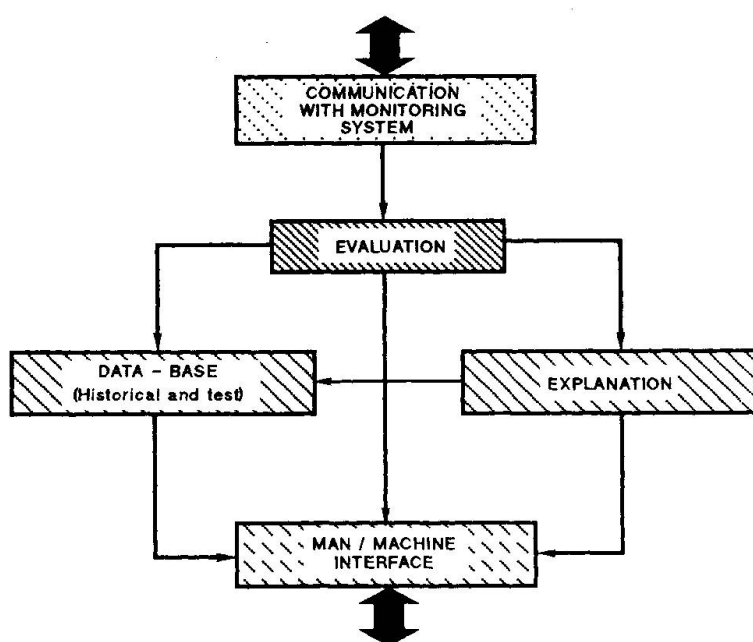 COMMUNICATION
WITH MONITORING
SYSTEM
EVALUATION
DATA - BASE
(Historical and test)
EXPLANATION
MAN / MACHINE
INTERFACE